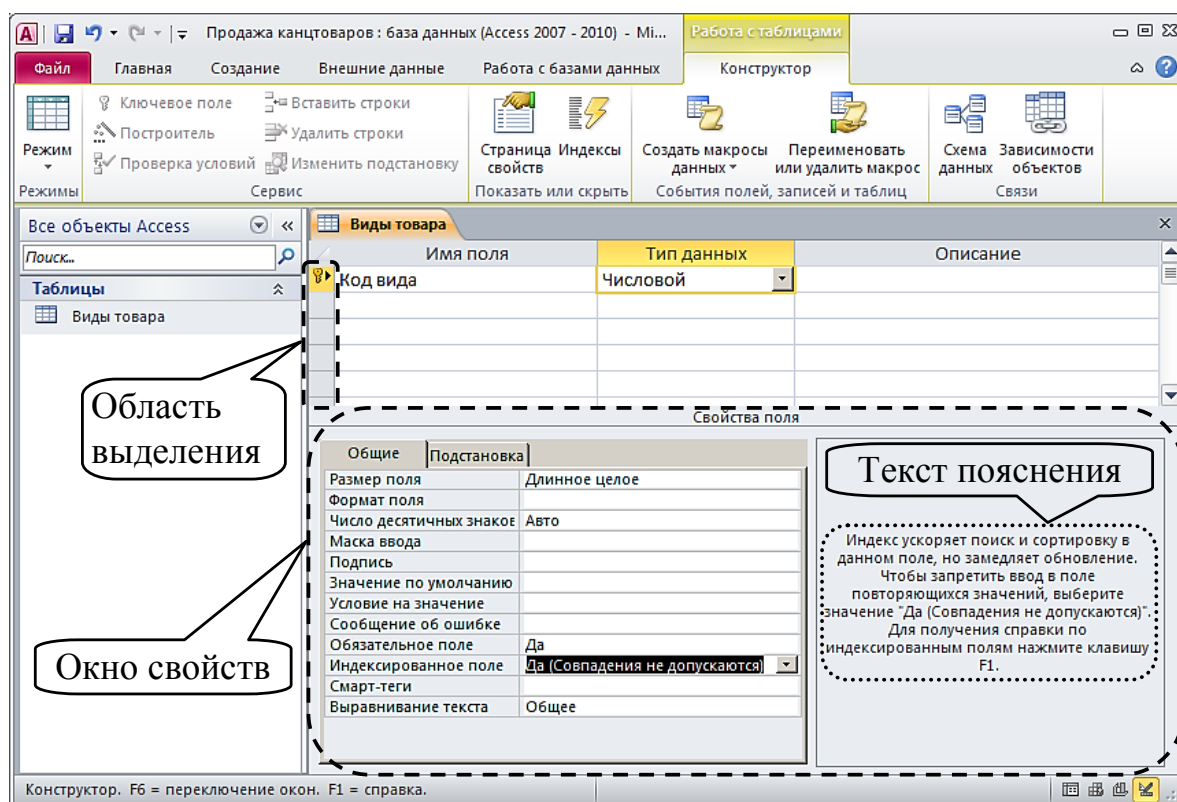 Продажа канцтоваров : база данных (Access 2007 - 2010) - Mi...
Работа с таблицами
Файл Главная Создание Внешние данные Работа с базами данных Конструктор
Режим
Ключевое поле
Построитель
Проверка условий
Вставить строки
Удалить строки
Изменить подстановку
Страница свойств
Индексы
Создать макросы данных
Переименовать или удалить макрос
Схема данных
Зависимости объектов
Режимы Сервис Показать или скрыть События полей, записей и таблиц Связи
Все объекты Access
Поиск...
Таблицы
Виды товара
Виды товара
Имя поля Тип данных Описание
Код вида Числовой
Область
выделения
Свойства поля
Общие Подстановка
Размер поля Длинное целое
Формат поля
Число десятичных знаков Авто
Маска ввода
Подпись
Значение по умолчанию
Условие на значение
Сообщение об ошибке
Обязательное поле Да
Индексированное поле Да (Совпадения не допускаются)
Смарт-теги
Выравнивание текста Общее
Окно свойств
Текст пояснения
Индекс ускоряет поиск и сортировку в
данном поле, но замедляет обновление.
Чтобы запретить ввод в поле
повторяющихся значений, выберите
значение "Да (Совпадения не допускаются)".
Для получения справки по
индексированным полям нажмите клавишу
F1.
Конструктор. F6 = переключение окон. F1 = справка.